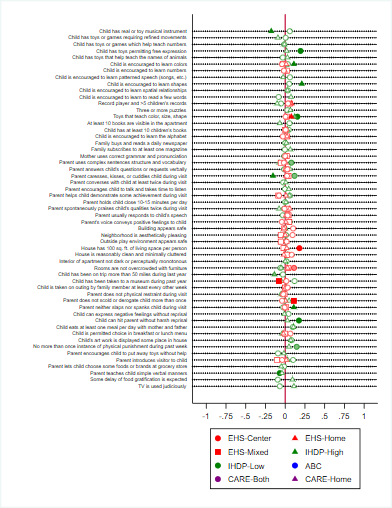 Child has real or toy musical instrument
Child has toys or games requiring refined movements
Child has toys or games which help teach numbers
Child has toys permitting free expression
Child has toys that help teach the names of animals
Child is encouraged to learn colors
Child is encouraged to learn numbers
Child is encouraged to learn patterned speech (songs, etc.)
Child is encouraged to learn shapes
Child is encouraged to learn spatial relationships
Child is encouraged to learn to read a few words
Record player and >5 children's records
Three or more puzzles
Toys that teach color, size, shape
At least 10 books are visible in the apartment
Child has at least 10 children's books
Child is encouraged to learn the alphabet
Family buys and reads a daily newspaper
Family subscribes to at least one magazine
Mother uses correct grammar and pronunciation
Parent uses complex sentence structure and vocabulary
Parent answers child's questions or requests verbally
Parent caresses, kisses, or cuddles child during visit
Parent converses with child at least twice during visit
Parent encourages child to talk and takes time to listen
Parent helps child demonstrate some achievement during visit
Parent holds child close 10-15 minutes per day
Parent spontaneously praises child's qualities twice during visit
Parent usually responds to child's speech
Parent's voice conveys positive feelings to child
Building appears safe
Neighborhood is aesthetically pleasing
Outside play environment appears safe
House has 100 sq. ft. of living space per person
House is reasonably clean and minimally cluttered
Interior of apartment not dark or perceptually monotonous
Rooms are not overcrowded with furniture
Child has been on trip more than 50 miles during last year
Child has been taken to a museum during past year
Child is taken on outing by family member at least every other week
Parent does not physical restraint during visit
Parent does not scold or derogate child more than once
Parent neither slaps nor spanks child during visit
Child can express negative feelings without reprisal
Child can hit parent without harsh reprisal
Child eats at least one meal per day with mother and father
Child is permitted choice in breakfast or lunch menu
Child's art work is displayed some place in house
No more than once instance of physical punishment during past week
Parent encourages child to put away toys without help
Parent introduces visitor to child
Parent lets child choose some foods or brands at grocery store
Parent teaches child simple verbal manners
Some delay of food gratification is expected
TV is used judiciously
-1 -.75 -.5 -.25 0 .25 .5 .75 1
EHS-Center EHS-Home
EHS-Mixed IHDP-High
IHDP-Low ABC
CARE-Both CARE-Home